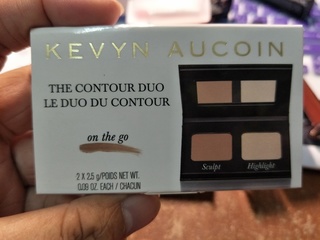 KEVYN AUCOIN
THE CONTOUR DUO
LE DUO DU CONTOUR
on the go
2 X 2.5 g/POIDS NET WT.
0.09 OZ. EACH / CHACUN
Sculpt
Highlight